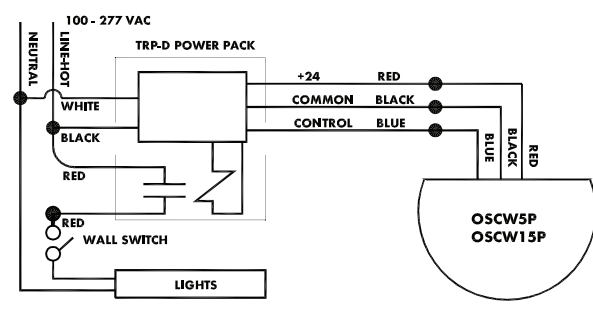 100 - 277 VAC
NEUTRAL
LINE-HOT
TRP-D POWER PACK
+24 RED
WHITE
COMMON BLACK
BLACK
CONTROL BLUE
BLUE
BLACK
RED
RED
RED
WALL SWITCH
OSCW5P
OSCW15P
LIGHTS